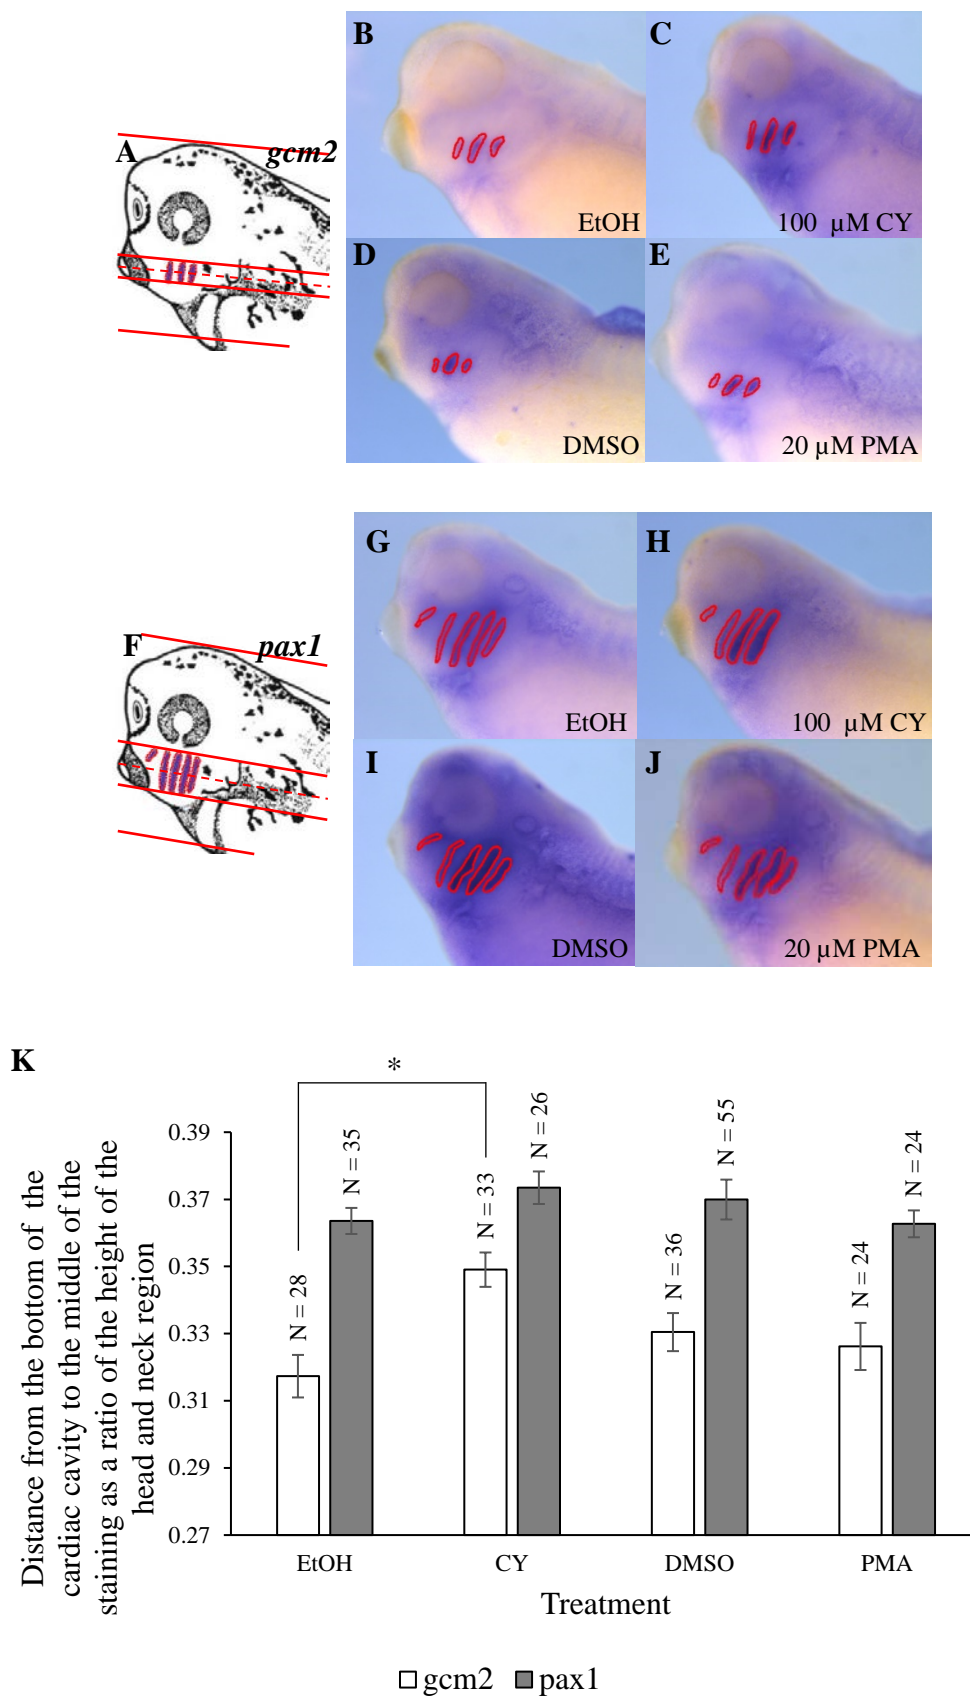 B
C
A
gcm2
EtOH
100 µM CY
D
E
DMSO
20 µM PMA
G
H
F
pax1
EtOH
100 µM CY
I
J
DMSO
20 µM PMA
K
*
Distance from the bottom of the
cardiac cavity to the middle of the
staining as a ratio of the height of the
head and neck region
0.39
0.37
0.35
0.33
0.31
0.29
0.27
N = 28
N = 35
N = 33
N = 26
N = 36
N = 55
N = 24
N = 24
EtOH
CY
DMSO
PMA
Treatment
gcm2
pax1